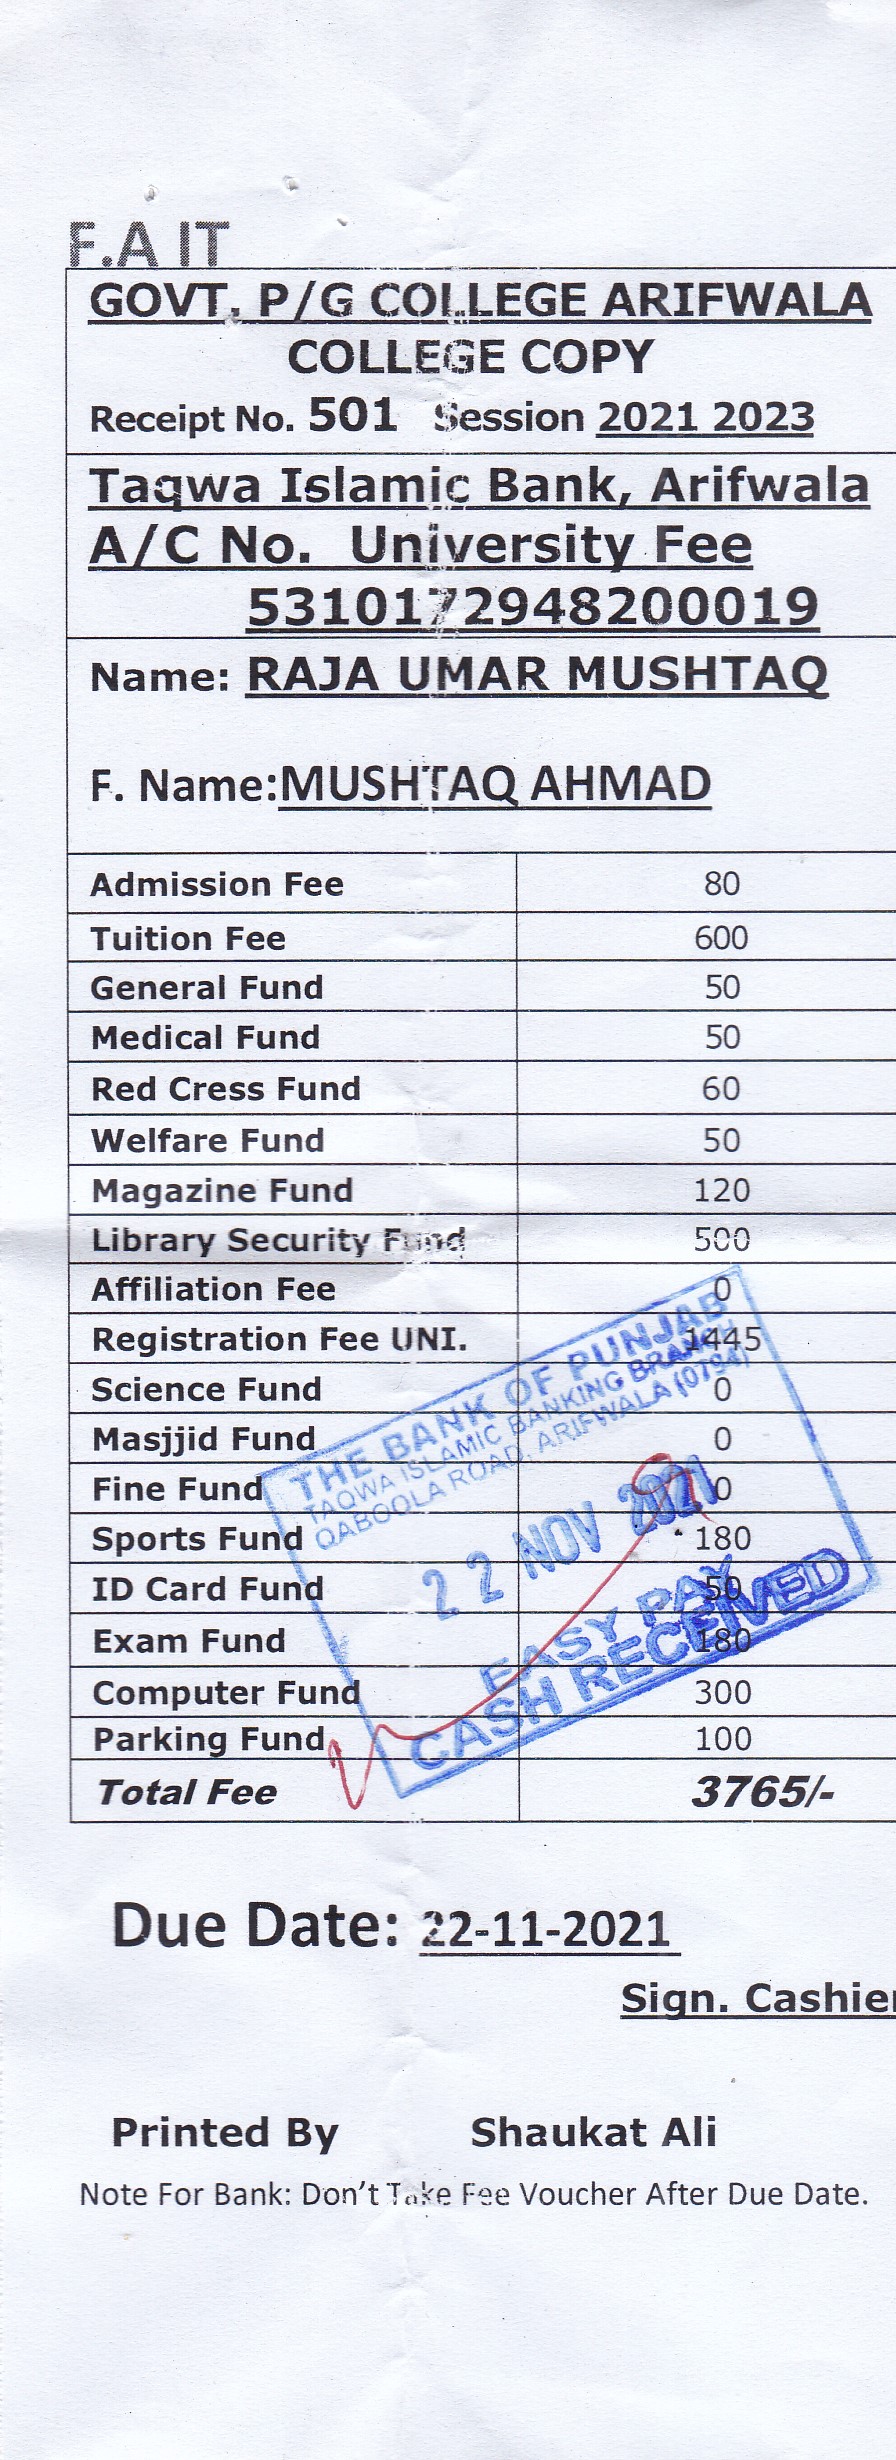 F.A IT
GOVT. P/G COLLEGE ARIFWALA
COLLEGE COPY
Receipt No. 501 Session 2021 2023
Taqwa Islamic Bank, Arifwala
A/C No. University Fee
5310172948200019
Name: RAJA UMAR MUSHTAQ
F. Name:MUSHTAQ AHMAD
Admission Fee 80
Tuition Fee 600
General Fund 50
Medical Fund 50
Red Cress Fund 60
Welfare Fund 50
Magazine Fund 120
Library Security Fund 500
Affiliation Fee 0
Registration Fee UNI. 1445
Science Fund 0
Masjjid Fund 0
Fine Fund 0
Sports Fund 180
ID Card Fund 50
Exam Fund 180
Computer Fund 300
Parking Fund 100
Total Fee 3765/-
THE BANK OF PUNJAB
TAQWA ISLAMIC BANKING BRANCH
QABOOLA ROAD, ARIFWALA (0794)
22 NOV 2021
EASY PAY
CASH RECEIVED
Due Date: 22-11-2021
Sign. Cashier
Printed By Shaukat Ali
Note For Bank: Don't Take Fee Voucher After Due Date.